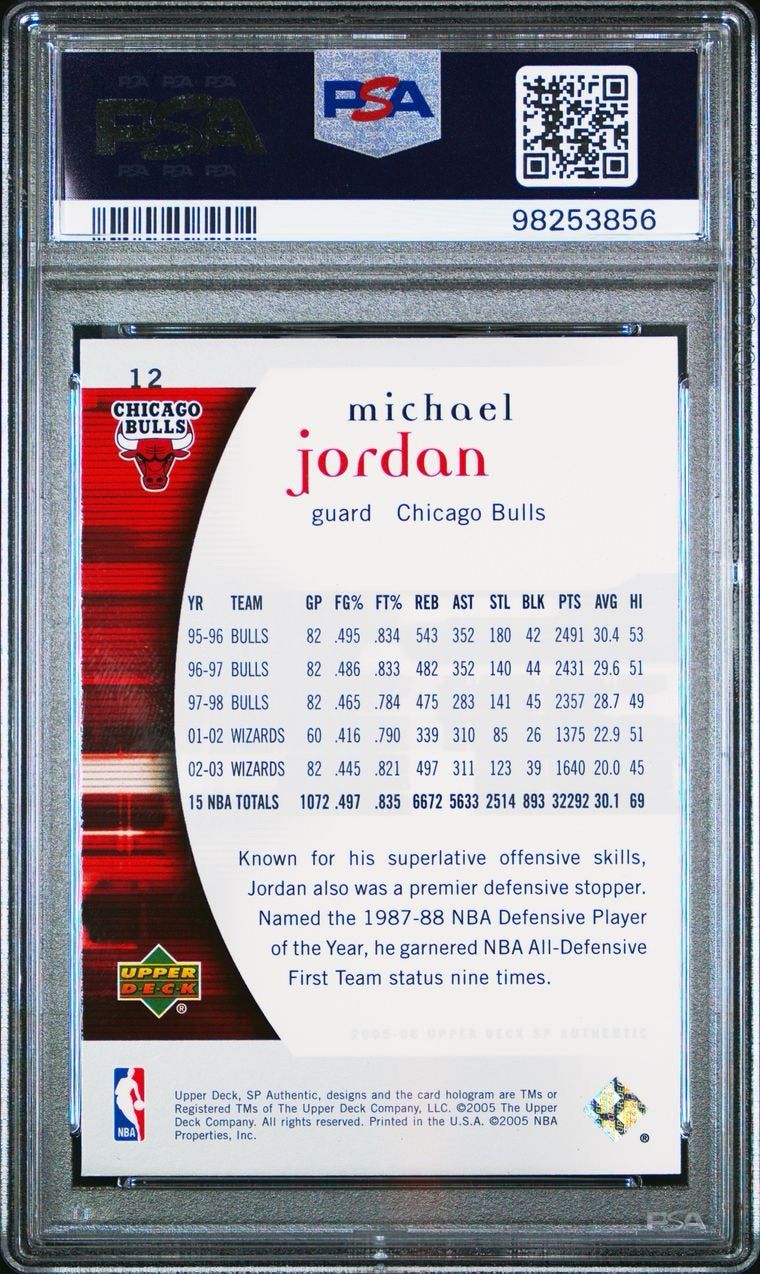 PSA PSA PSA
PSA
PSA PSA PSA
PSA
98253856
12
CHICAGO
BULLS
michael
jordan
guard Chicago Bulls
YR TEAM GP FG% FT% REB AST STL BLK PTS AVG HI
95-96 BULLS 82 .495 .834 543 352 180 42 2491 30.4 53
96-97 BULLS 82 .486 .833 482 352 140 44 2431 29.6 51
97-98 BULLS 82 .465 .784 475 283 141 45 2357 28.7 49
01-02 WIZARDS 60 .416 .790 339 310 85 26 1375 22.9 51
02-03 WIZARDS 82 .445 .821 497 311 123 39 1640 20.0 45
15 NBA TOTALS 1072 .497 .835 6672 5633 2514 893 32292 30.1 69
Known for his superlative offensive skills,
Jordan also was a premier defensive stopper.
Named the 1987-88 NBA Defensive Player
of the Year, he garnered NBA All-Defensive
First Team status nine times.
UPPER
D·E·C·K
®
2005-06 UPPER DECK SP AUTHENTIC
NBA
Upper Deck, SP Authentic, designs and the card hologram are TMs or
Registered TMs of The Upper Deck Company, LLC. ©2005 The Upper
Deck Company. All rights reserved. Printed in the U.S.A. ©2005 NBA
Properties, Inc.
®
PSA